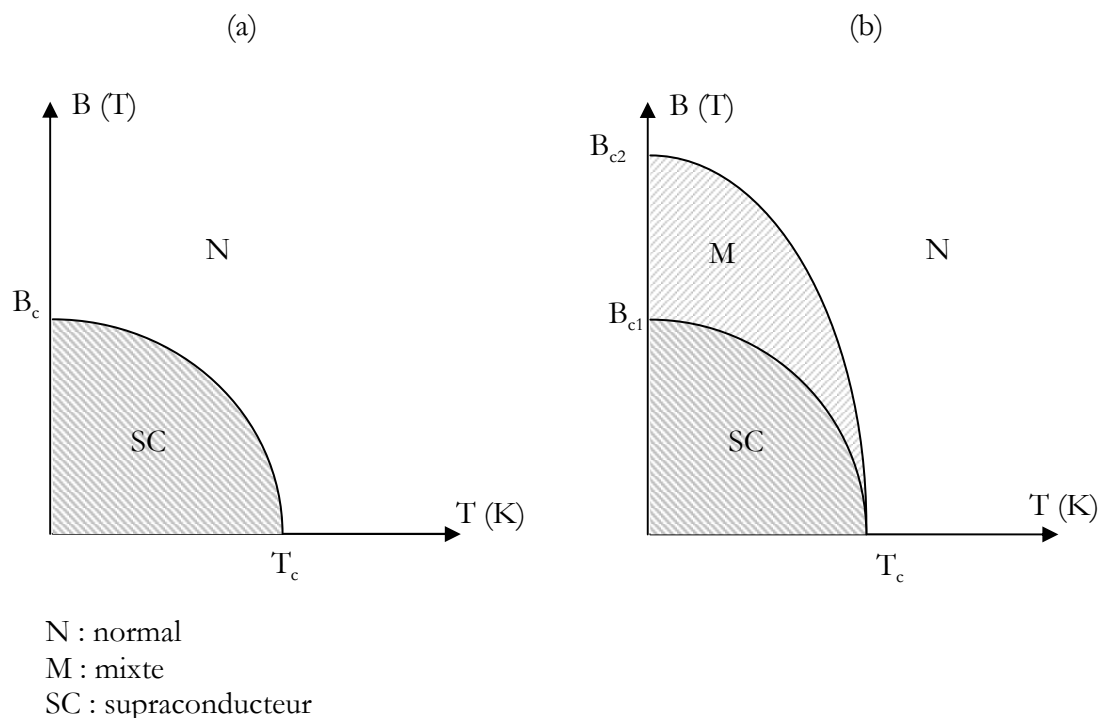 (a)
B (T)
N
B_c
SC
T (K)
T_c
(b)
B (T)
B_c2
M
N
B_c1
SC
T (K)
T_c
N : normal
M : mixte
SC : supraconducteur